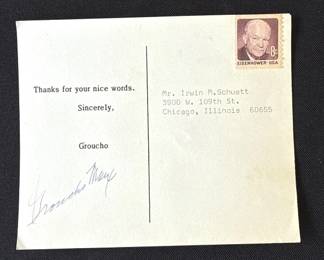 Thanks for your nice words.
Sincerely,
Groucho
Groucho Marx
8c
EISENHOWER·USA
Mr. Irwin M.Schuett
3900 W. 109th St.
Chicago, Illinois 60655